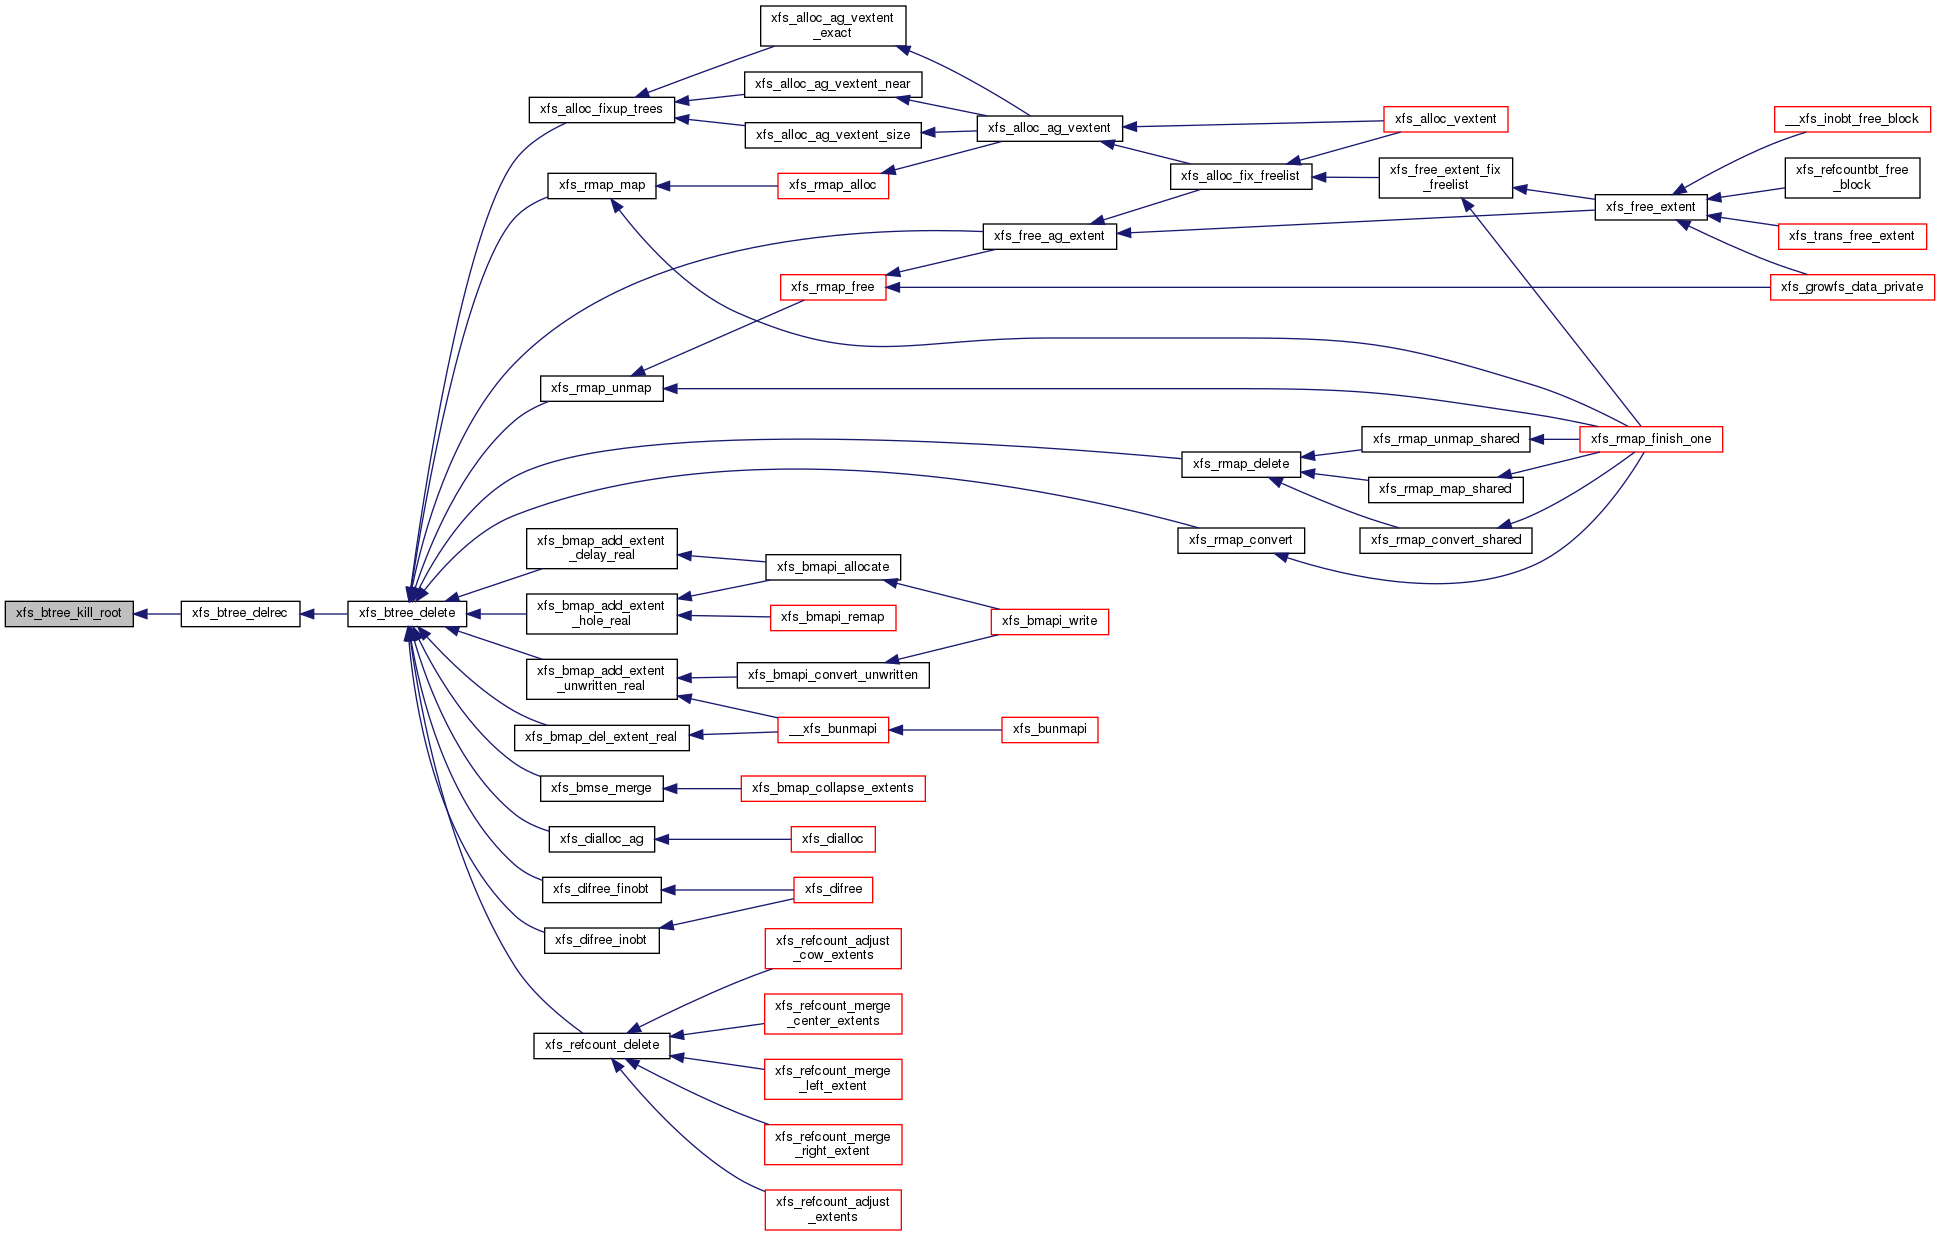 xfs_alloc_ag_vextent
_exact
xfs_alloc_ag_vextent_near
xfs_alloc_fixup_trees
xfs_alloc_ag_vextent_size
xfs_alloc_ag_vextent
xfs_alloc_vextent
__xfs_inobt_free_block
xfs_rmap_map
xfs_rmap_alloc
xfs_alloc_fix_freelist
xfs_free_extent_fix
_freelist
xfs_refcountbt_free
_block
xfs_free_extent
xfs_free_ag_extent
xfs_trans_free_extent
xfs_rmap_free
xfs_growfs_data_private
xfs_rmap_unmap
xfs_rmap_unmap_shared
xfs_rmap_finish_one
xfs_rmap_delete
xfs_rmap_map_shared
xfs_rmap_convert
xfs_rmap_convert_shared
xfs_bmap_add_extent
_delay_real
xfs_bmapi_allocate
xfs_btree_kill_root
xfs_btree_delrec
xfs_btree_delete
xfs_bmap_add_extent
_hole_real
xfs_bmapi_remap
xfs_bmapi_write
xfs_bmap_add_extent
_unwritten_real
xfs_bmapi_convert_unwritten
xfs_bmap_del_extent_real
__xfs_bunmapi
xfs_bunmapi
xfs_bmse_merge
xfs_bmap_collapse_extents
xfs_dialloc_ag
xfs_dialloc
xfs_difree_finobt
xfs_difree
xfs_difree_inobt
xfs_refcount_adjust
_cow_extents
xfs_refcount_merge
_center_extents
xfs_refcount_delete
xfs_refcount_merge
_left_extent
xfs_refcount_merge
_right_extent
xfs_refcount_adjust
_extents